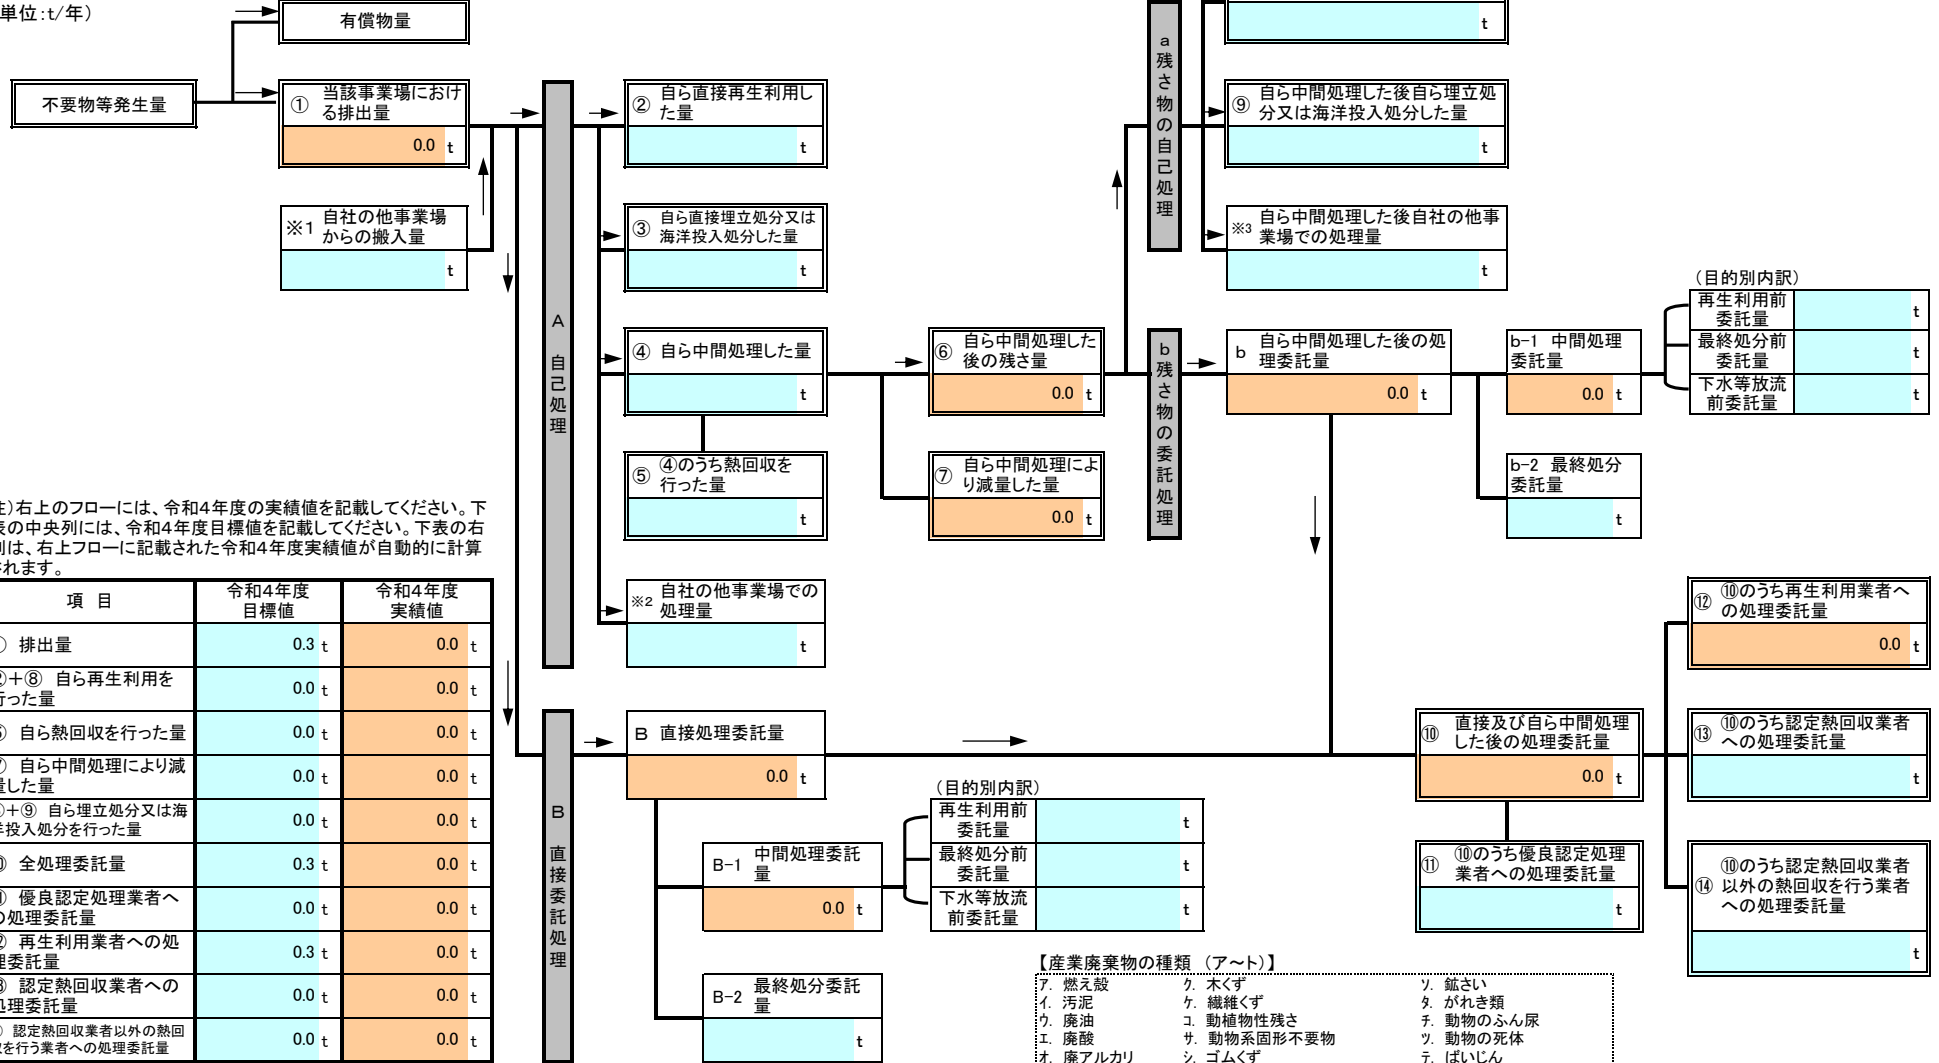 単位:t/年）
有償物量
不要物等発生量
① 当該事業場におけ
る排出量
0.0 t
※1 自社の他事業場
からの搬入量
t
A 自己処理
② 自ら直接再生利用し
た量
t
③ 自ら直接埋立処分又は
海洋投入処分した量
t
④ 自ら中間処理した量
t
⑤ ④のうち熱回収を
行った量
t
※2 自社の他事業場での
処理量
t
⑥ 自ら中間処理した
後の残さ量
0.0 t
⑦ 自ら中間処理によ
り減量した量
0.0 t
a 残さ物の自己処理
t
⑨ 自ら中間処理した後自ら埋立処
分又は海洋投入処分した量
t
※3 自ら中間処理した後自社の他事
業場での処理量
t
b 残さ物の委託処理
b 自ら中間処理した後の処
理委託量
0.0 t
b-1 中間処理
委託量
0.0 t
b-2 最終処分
委託量
t
（目的別内訳）
再生利用前
委託量
t
最終処分前
委託量
t
下水等放流
前委託量
t
）右上のフローには、令和4年度の実績値を記載してください。下
表の中央列には、令和4年度目標値を記載してください。下表の右
は、右上フローに記載された令和4年度実績値が自動的に計算
れます。
項 目
令和4年度
目標値
令和4年度
実績値
排出量 0.3 t 0.0 t
＋⑧ 自ら再生利用を
行った量 0.0 t 0.0 t
自ら熱回収を行った量 0.0 t 0.0 t
自ら中間処理により減
量した量 0.0 t 0.0 t
＋⑨ 自ら埋立処分又は海
洋投入処分を行った量 0.0 t 0.0 t
全処理委託量 0.3 t 0.0 t
優良認定処理業者へ
の処理委託量 0.0 t 0.0 t
再生利用業者への処
理委託量 0.3 t 0.0 t
認定熱回収業者への
処理委託量 0.0 t 0.0 t
認定熱回収業者以外の熱回
収を行う業者への処理委託量 0.0 t 0.0 t
B 直接委託処理
B 直接処理委託量
0.0 t
B-1 中間処理委託
量
0.0 t
B-2 最終処分委託
量
t
（目的別内訳）
再生利用前
委託量
t
最終処分前
委託量
t
下水等放流
前委託量
t
⑩ 直接及び自ら中間処理
した後の処理委託量
0.0 t
⑪ ⑩のうち優良認定処理
業者への処理委託量
t
⑫ ⑩のうち再生利用業者へ
の処理委託量
0.0 t
⑬ ⑩のうち認定熱回収業者
への処理委託量
t
⑭ ⑩のうち認定熱回収業者
以外の熱回収を行う業者
への処理委託量
t
【産業廃棄物の種類 （ア～ト）】
ア. 燃え殻 ク. 木くず ソ. 鉱さい
イ. 汚泥 ケ. 繊維くず タ. がれき類
ウ. 廃油 コ. 動植物性残さ チ. 動物のふん尿
エ. 廃酸 サ. 動物系固形不要物 ツ. 動物の死体
オ. 廃アルカリ シ. ゴムくず テ. ばいじん